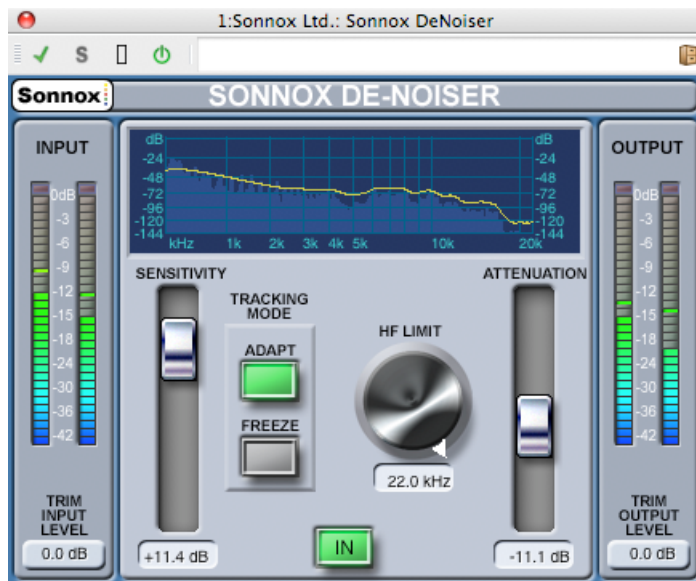 1:Sonnox Ltd.: Sonnox DeNoiser
S
Sonnox
SONNOX DE-NOISER
INPUT
0dB
-3
-6
-9
-12
-15
-18
-24
-30
-36
-42
TRIM
INPUT
LEVEL
0.0 dB
dB
-24
-48
-72
-96
-120
-144
kHz 1k 2k 3k 4k 5k 10k 20k
dB
-24
-48
-72
-96
-120
-144
SENSITIVITY
+11.4 dB
TRACKING
MODE
ADAPT
FREEZE
HF LIMIT
22.0 kHz
IN
ATTENUATION
-11.1 dB
OUTPUT
0dB
-3
-6
-9
-12
-15
-18
-24
-30
-36
-42
TRIM
OUTPUT
LEVEL
0.0 dB